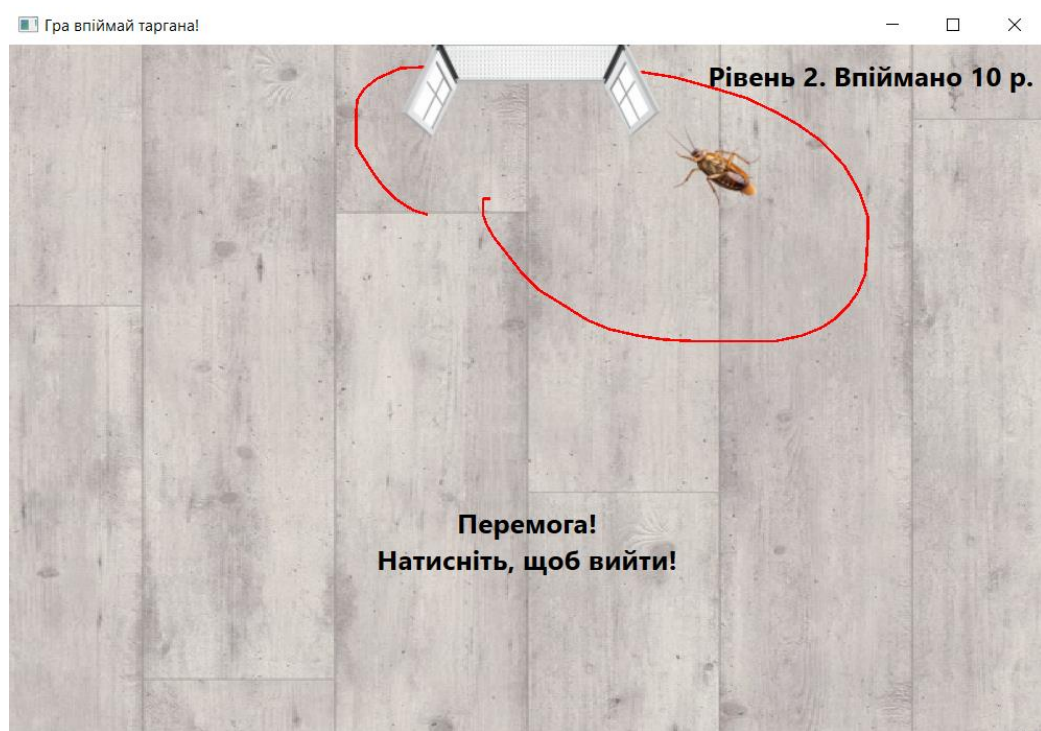 Гра впіймай таргана!
Рівень 2. Впіймано 10 р.
Перемога!
Натисніть, щоб вийти!